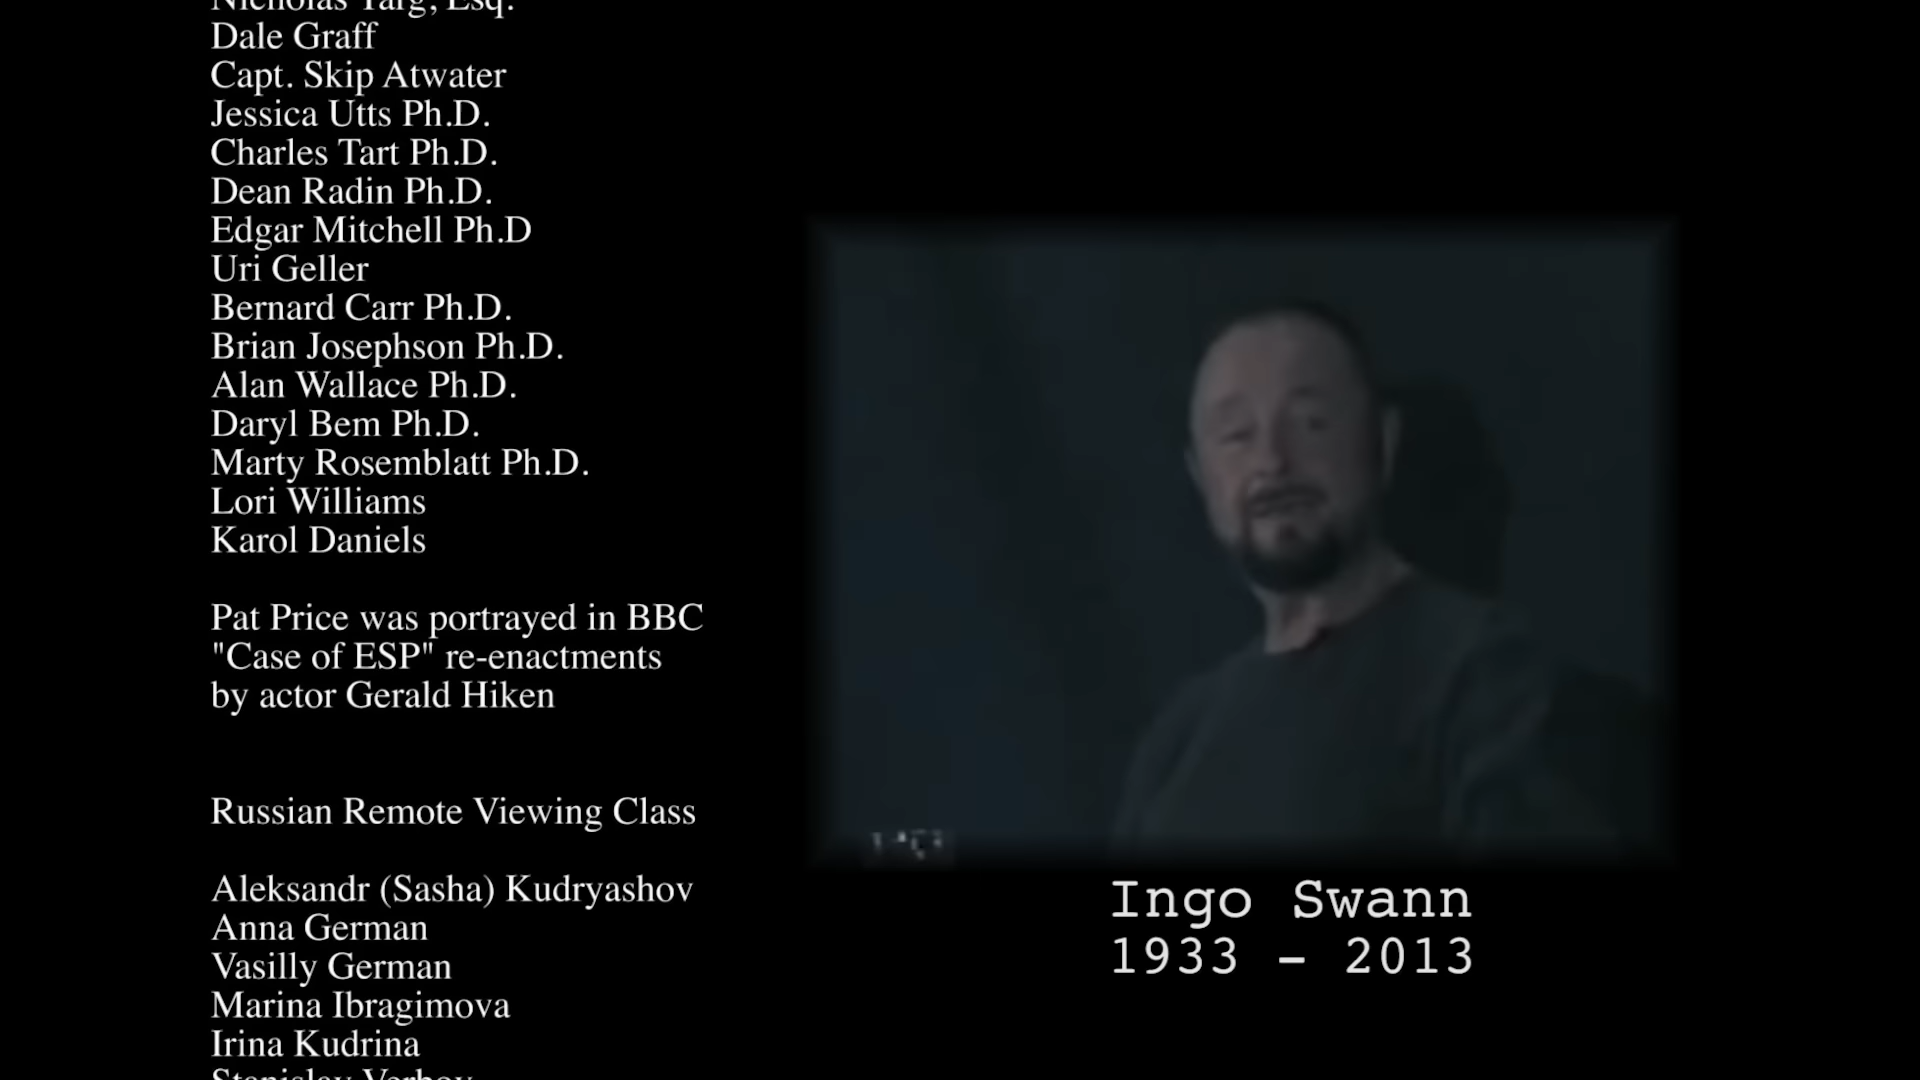 Nicholas Targ, Esq.
Dale Graff
Capt. Skip Atwater
Jessica Utts Ph.D.
Charles Tart Ph.D.
Dean Radin Ph.D.
Edgar Mitchell Ph.D
Uri Geller
Bernard Carr Ph.D.
Brian Josephson Ph.D.
Alan Wallace Ph.D.
Daryl Bem Ph.D.
Marty Rosemblatt Ph.D.
Lori Williams
Karol Daniels
Pat Price was portrayed in BBC
"Case of ESP" re-enactments
by actor Gerald Hiken
Russian Remote Viewing Class
Aleksandr (Sasha) Kudryashov
Anna German
Vasilly German
Marina Ibragimova
Irina Kudrina
Ingo Swann
1933 – 2013